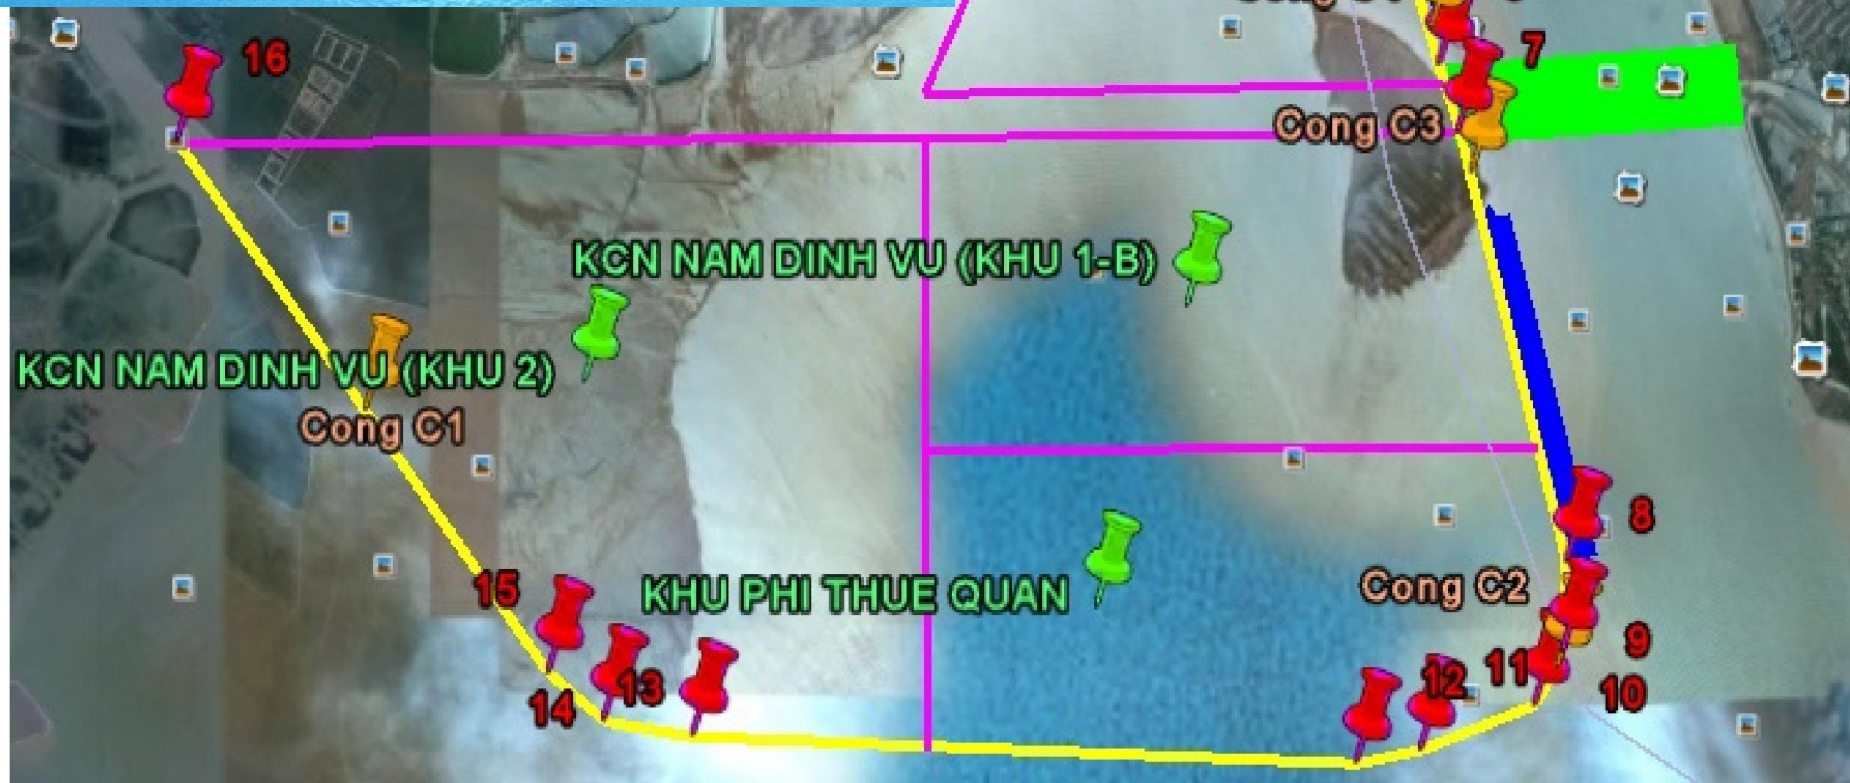 16
7
Cong C3
KCN NAM DINH VU (KHU 1-B)
KCN NAM DINH VU (KHU 2)
Cong C1
8
15
KHU PHI THUE QUAN
Cong C2
9
14
13
12
11
10